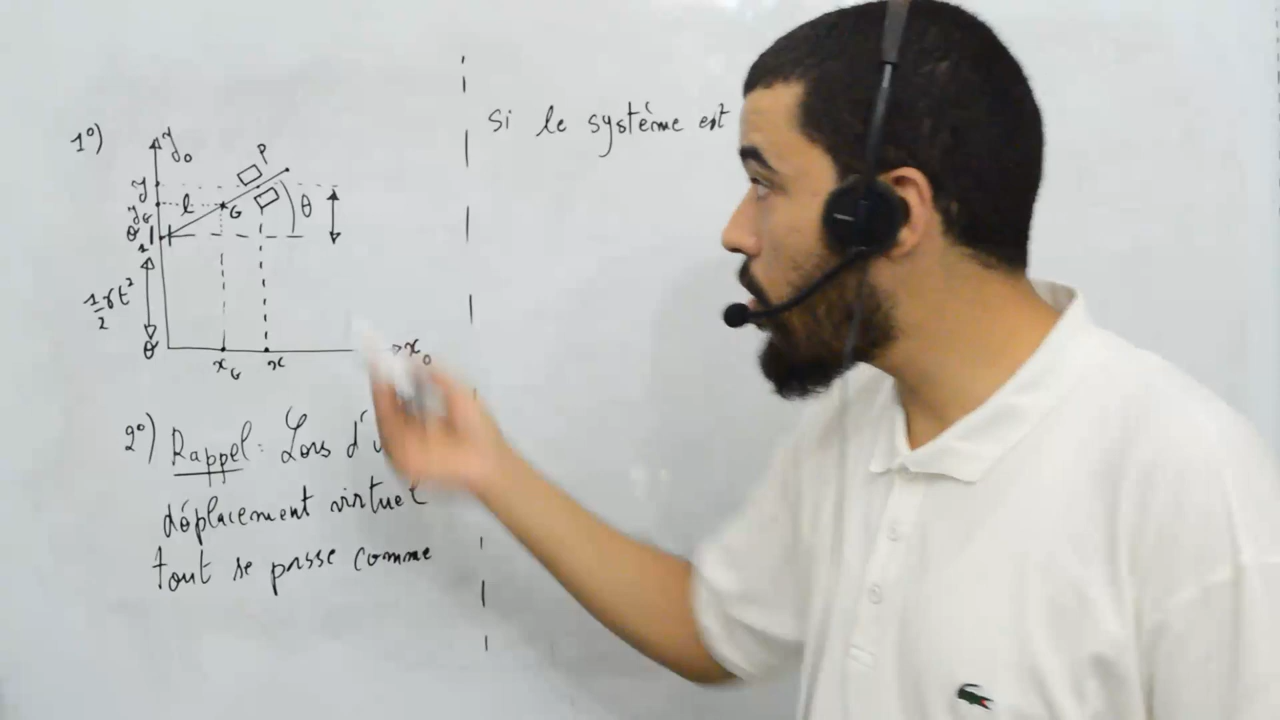 1°)
y₀
P
y
y_G
l
G
θ
1/2 γt²
O
x_G x
x₀
2°) Rappel : Lors d'
déplacement virtuel
tout se passe comme
Si le système est